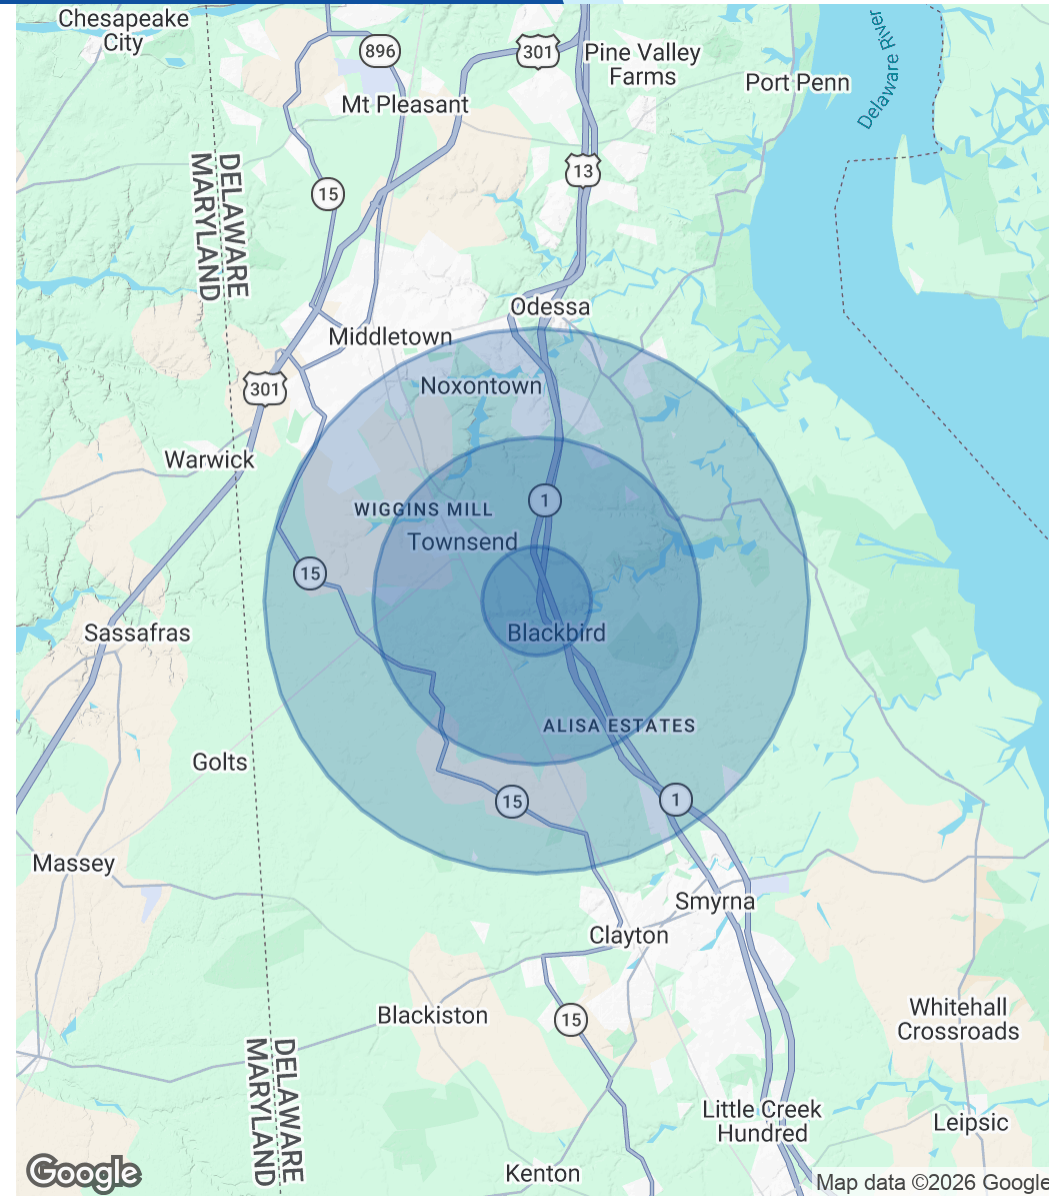 Chesapeake
City
896
301
Pine Valley
Farms
Port Penn
Delaware River
Mt Pleasant
13
15
DELAWARE
MARYLAND
Odessa
Middletown
301
Noxontown
Warwick
1
WIGGINS MILL
Townsend
15
Sassafras
Blackbird
ALISA ESTATES
Golts
15
1
Massey
Smyrna
Clayton
Blackiston
15
Whitehall
Crossroads
DELAWARE
MARYLAND
Little Creek
Hundred
Leipsic
Kenton
Google
Map data ©2026 Google